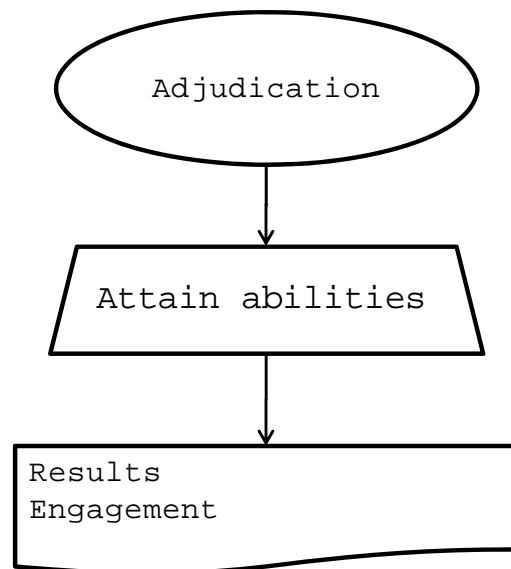 Adjudication
Attain abilities
Results
Engagement